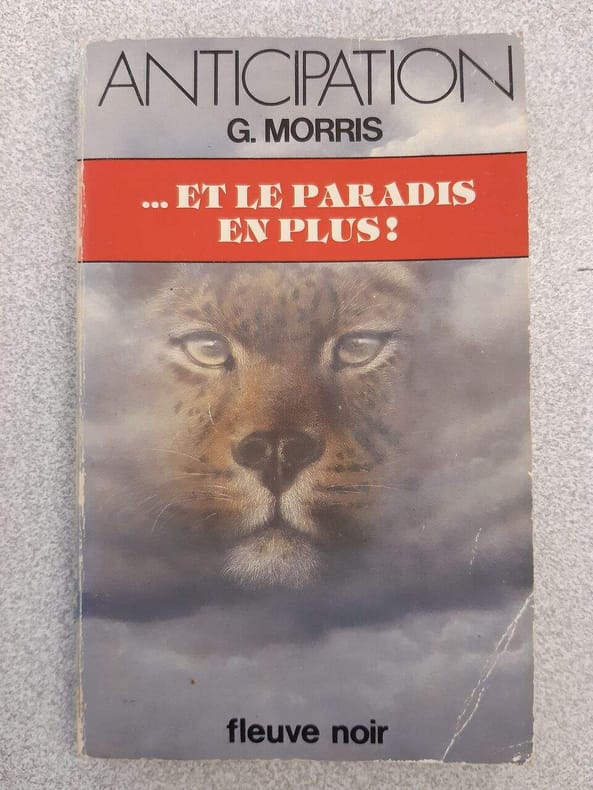 ANTICIPATION
G. MORRIS
... ET LE PARADIS
EN PLUS!
fleuve noir